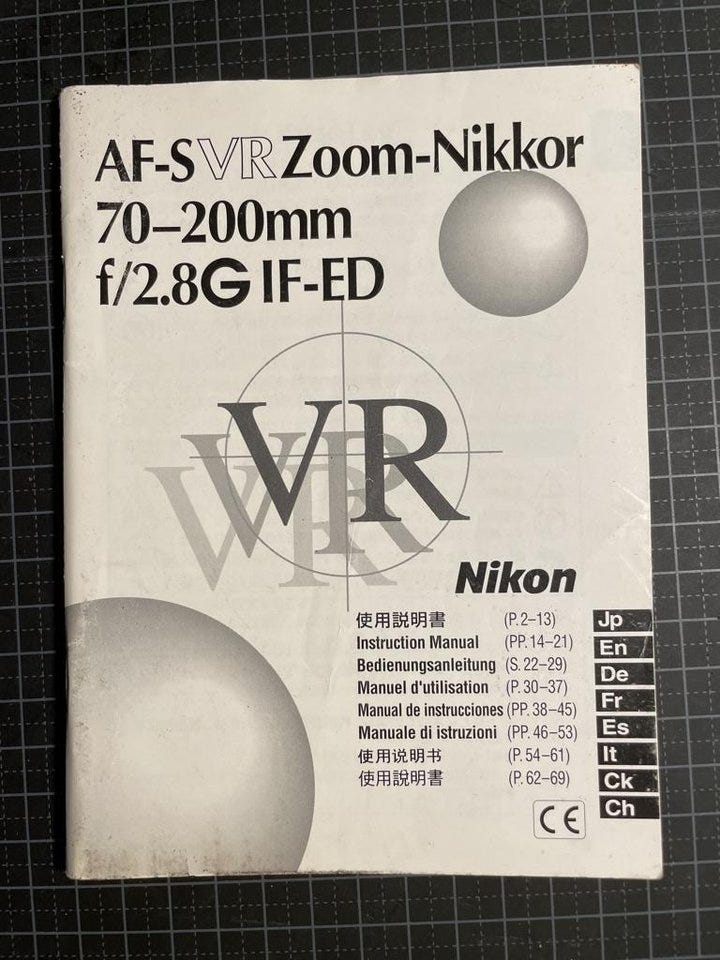 AF-S VR Zoom-Nikkor
70–200mm
f/2.8G IF-ED
VR
Nikon
使用説明書 (P. 2–13) Jp
Instruction Manual (PP. 14–21) En
Bedienungsanleitung (S. 22–29) De
Manuel d'utilisation (P. 30–37) Fr
Manual de instrucciones (PP. 38–45) Es
Manuale di istruzioni (PP. 46–53) It
使用说明书 (P. 54–61) Ck
使用說明書 (P. 62–69) Ch
CE